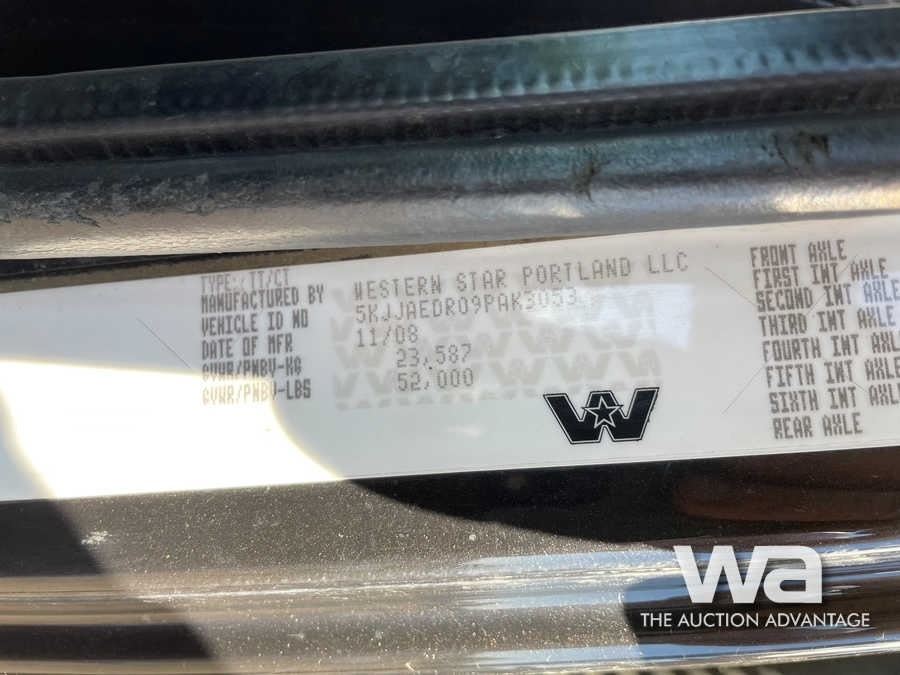 TYPE: TT/CT
MANUFACTURED BY WESTERN STAR PORTLAND LLC
VEHICLE ID NO 5KJJAEDR09PAK3053
DATE OF MFR 11/08
GVWR/PNBV-KG 23,587
GVWR/PNBV-LBS 52,000
FRONT AXLE
FIRST INT AXLE
SECOND INT AXLE
THIRD INT AXLE
FOURTH INT AXLE
FIFTH INT AXLE
SIXTH INT AXLE
REAR AXLE
wa
THE AUCTION ADVANTAGE